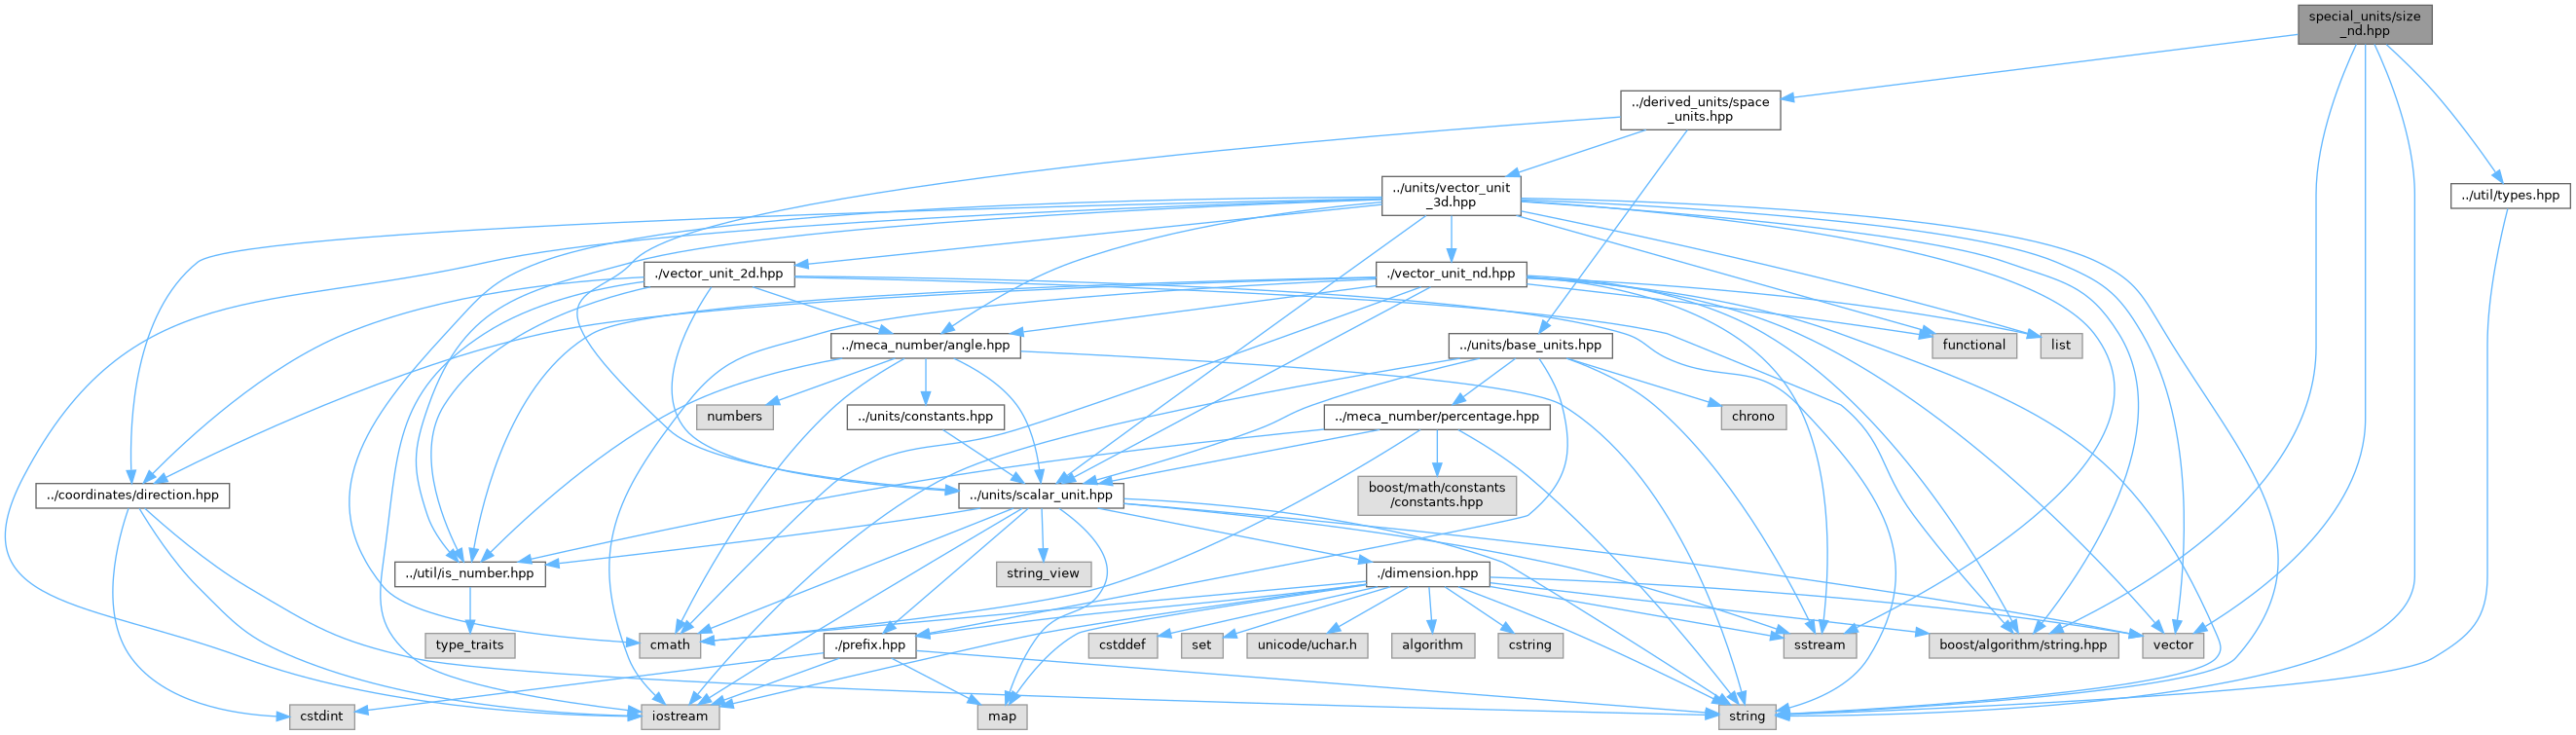 special_units/size
_nd.hpp
../derived_units/space
_units.hpp
../units/vector_unit
_3d.hpp
../util/types.hpp
./vector_unit_2d.hpp
./vector_unit_nd.hpp
../meca_number/angle.hpp
../units/base_units.hpp
functional
list
numbers
../units/constants.hpp
../meca_number/percentage.hpp
chrono
../coordinates/direction.hpp
../units/scalar_unit.hpp
boost/math/constants
/constants.hpp
../util/is_number.hpp
string_view
./dimension.hpp
type_traits
cmath
./prefix.hpp
cstddef
set
unicode/uchar.h
algorithm
cstring
sstream
boost/algorithm/string.hpp
vector
cstdint
iostream
map
string